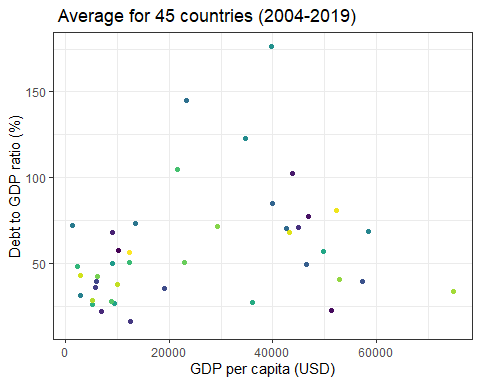 Average for 45 countries (2004-2019)
Debt to GDP ratio (%)
150
100
50
0
20000
40000
60000
GDP per capita (USD)